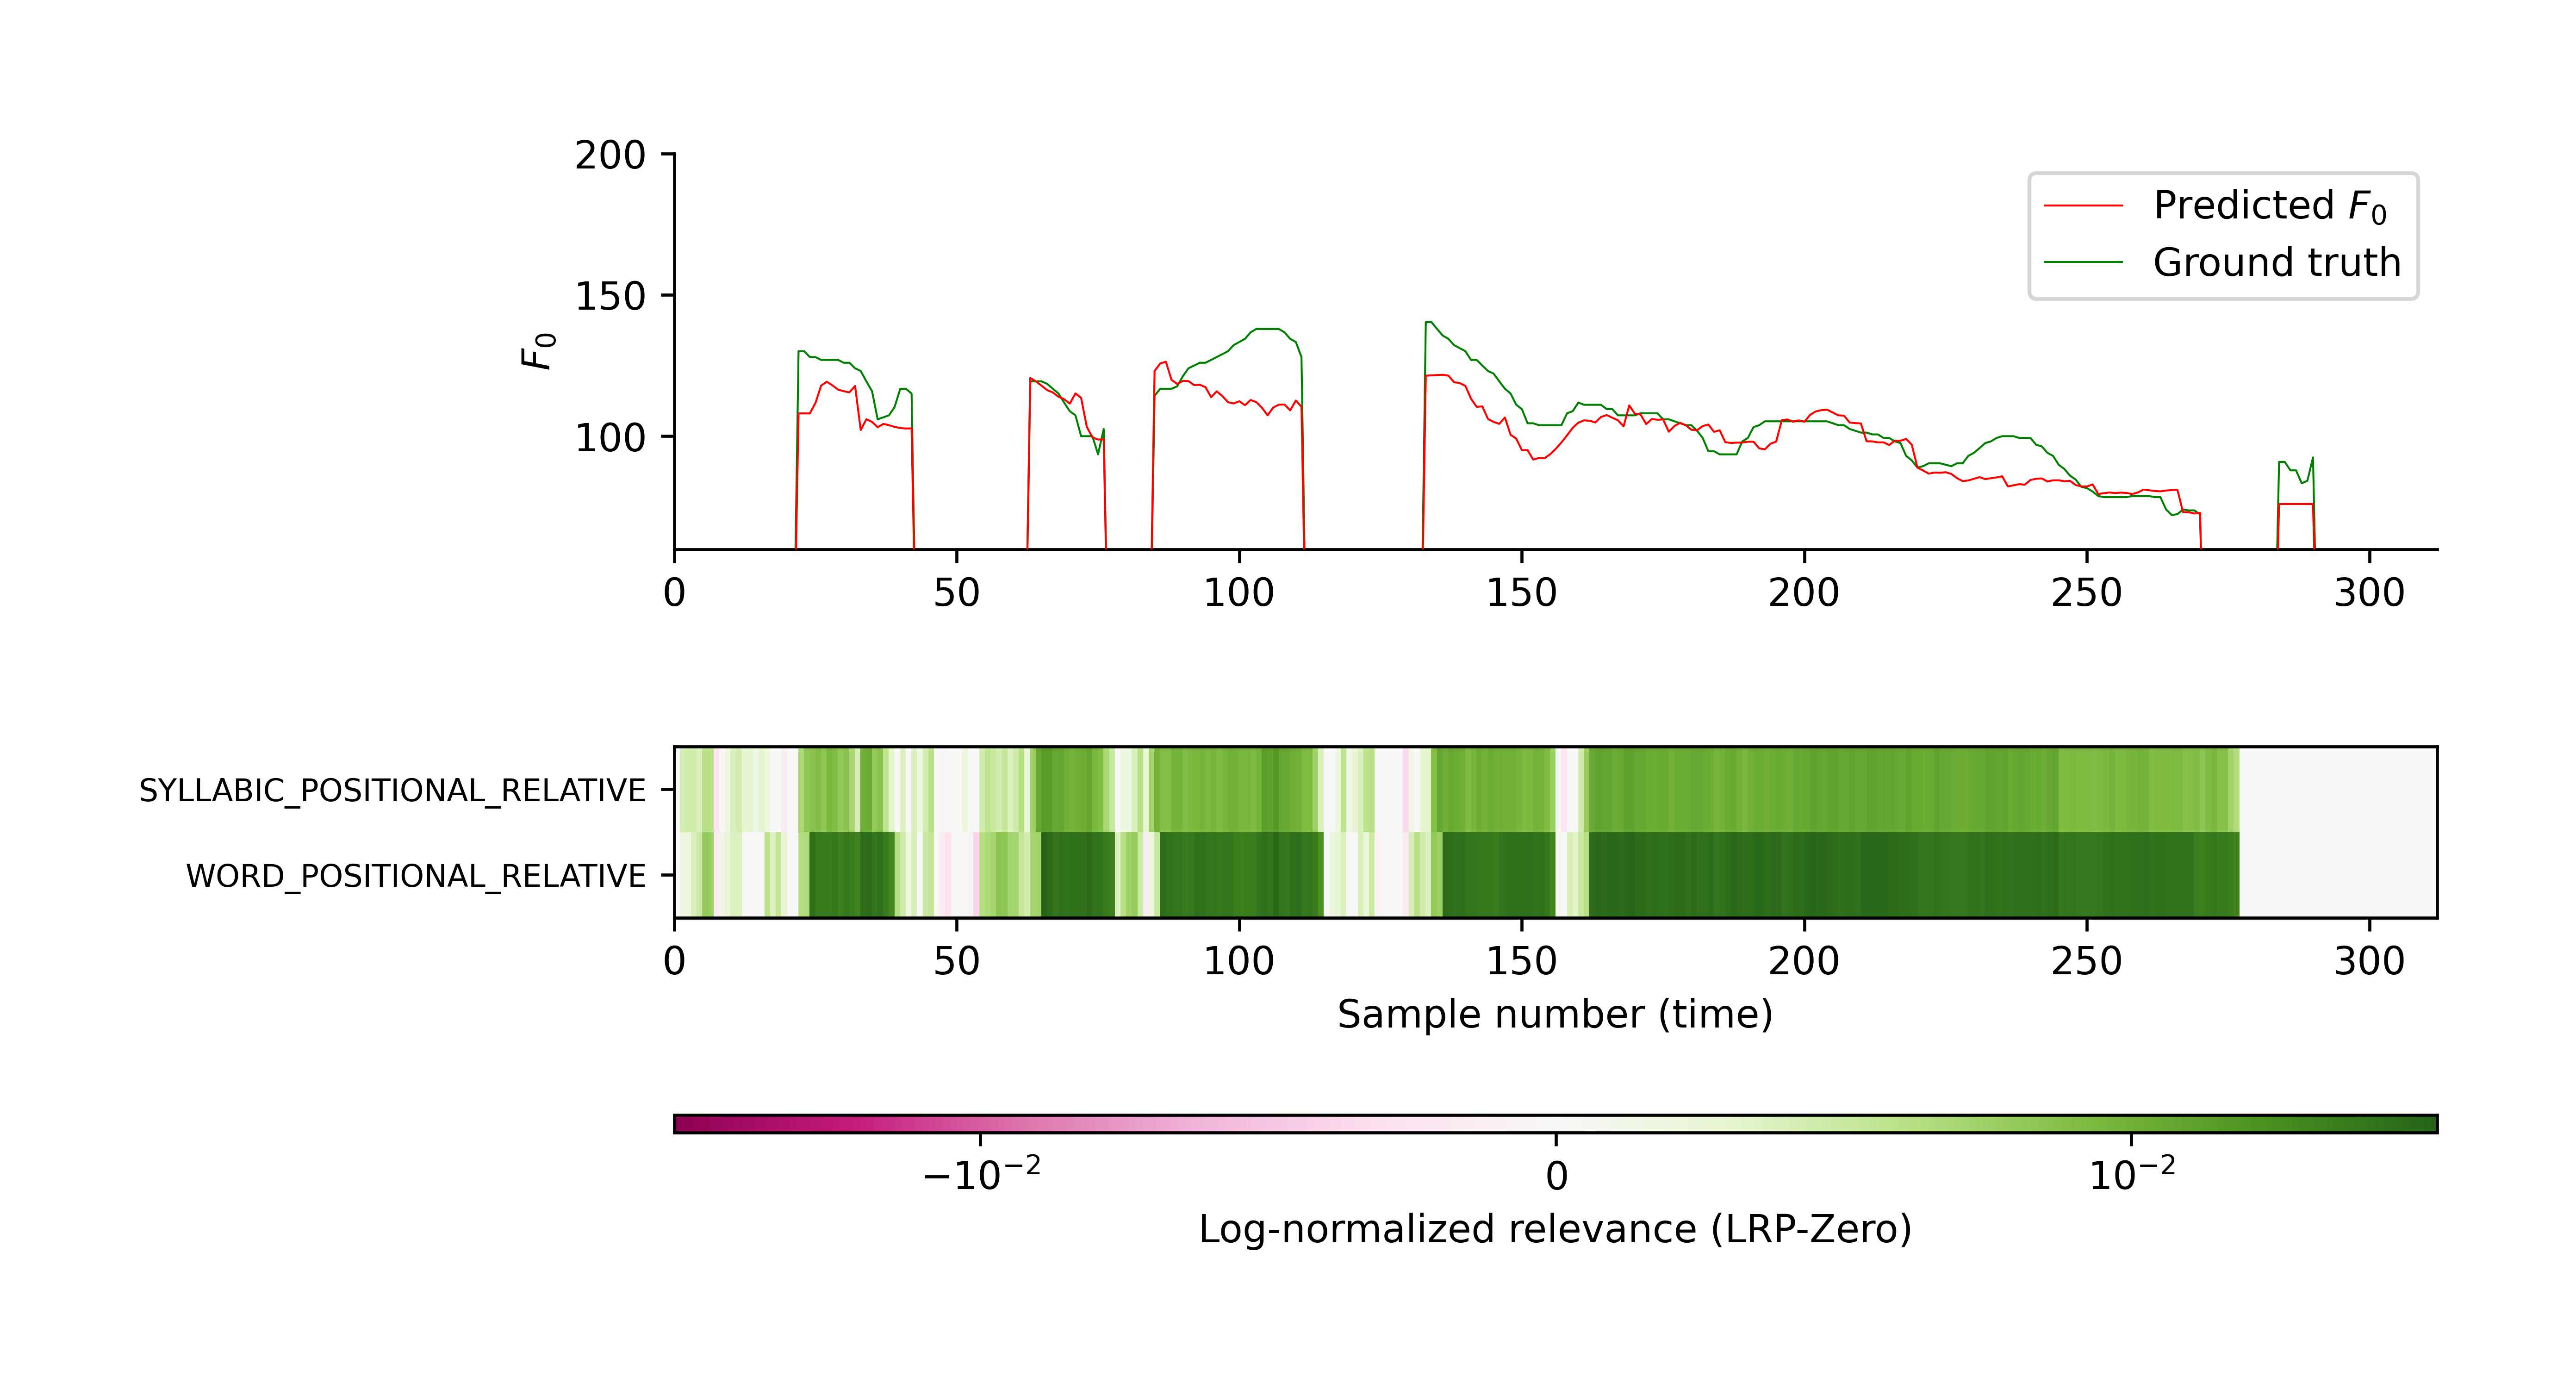 200
150
100
F₀
Predicted F₀
Ground truth
0 50 100 150 200 250 300
SYLLABIC_POSITIONAL_RELATIVE
WORD_POSITIONAL_RELATIVE
0 50 100 150 200 250 300
Sample number (time)
−10⁻² 0 10⁻²
Log-normalized relevance (LRP-Zero)